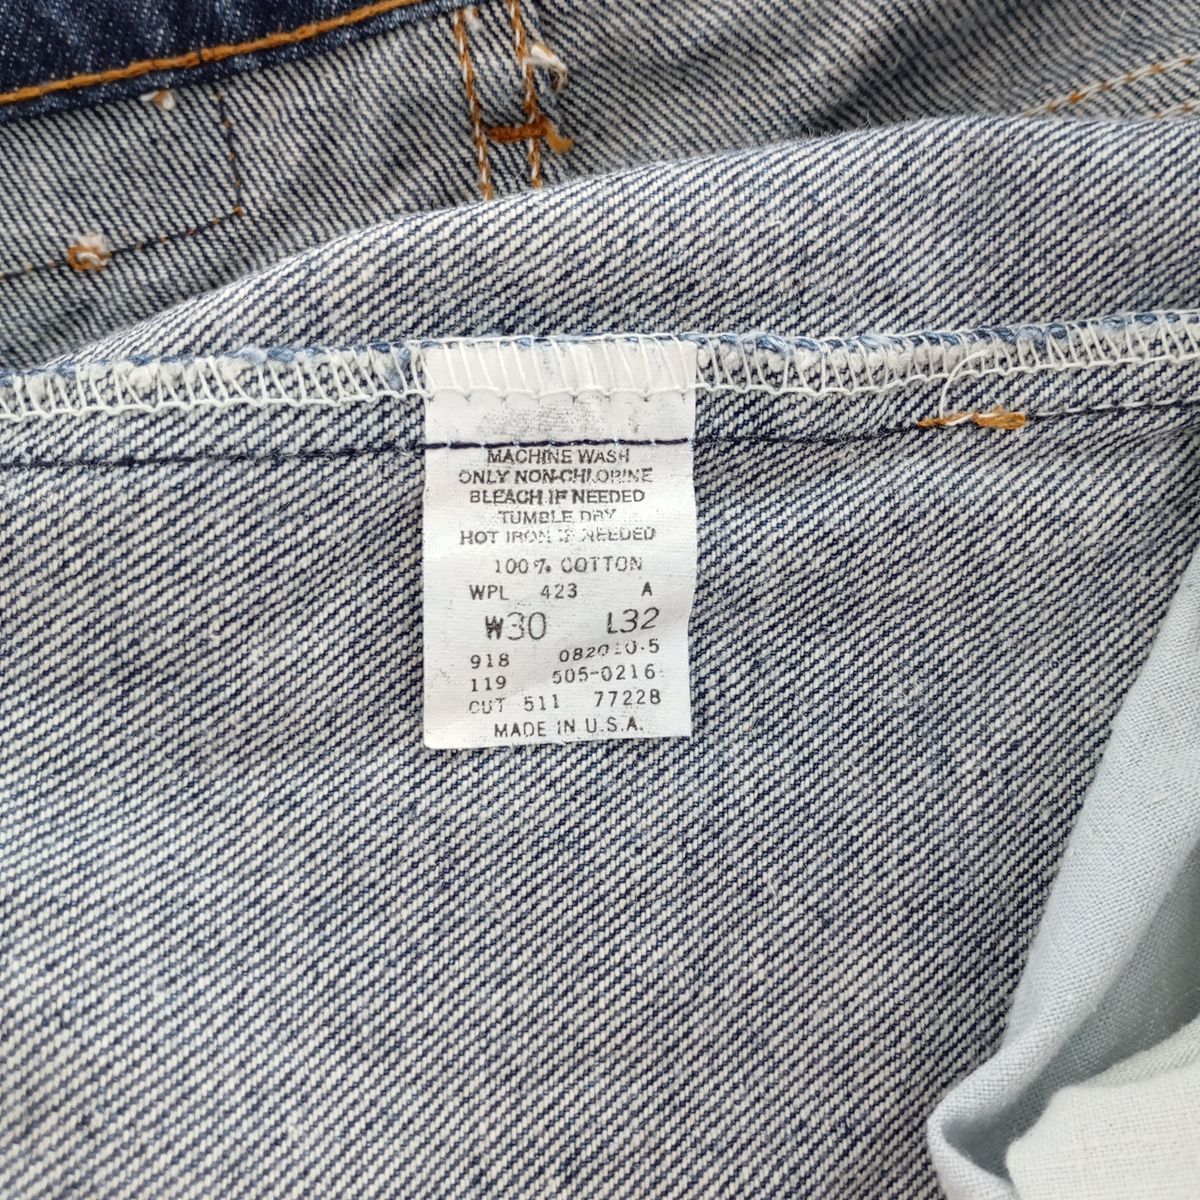 MACHINE WASH
ONLY NON-CHLORINE
BLEACH IF NEEDED
TUMBLE DRY
HOT IRON IF NEEDED
100% COTTON
WPL 423 A
W30 L32
918 082010·5
119 505-0216
CUT 511 77228
MADE IN U.S.A.